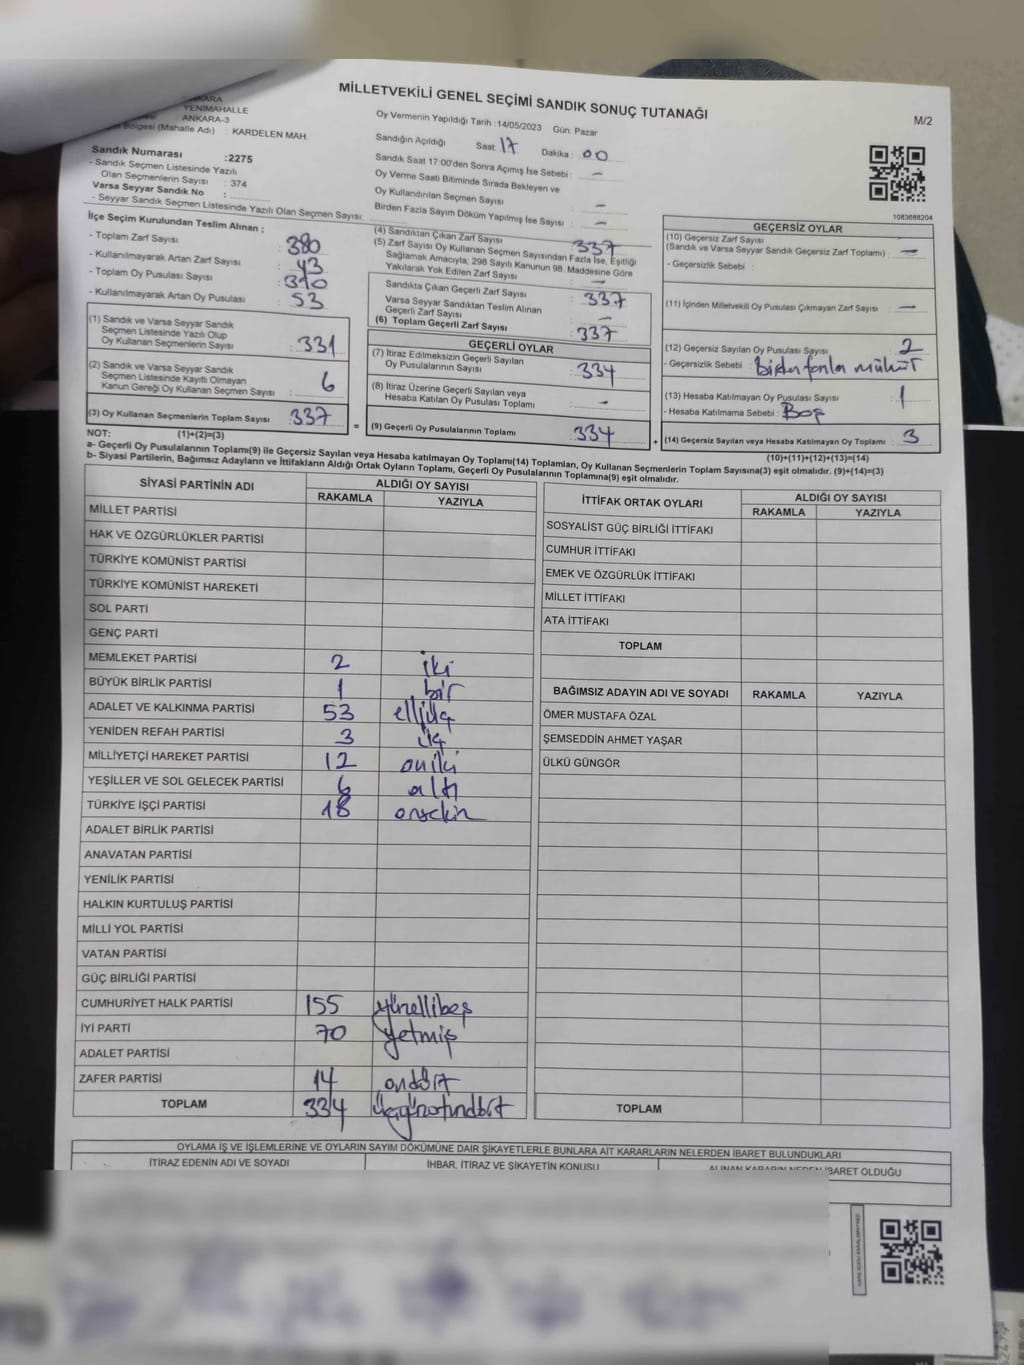 MİLLETVEKİLİ GENEL SEÇİMİ SANDIK SONUÇ TUTANAĞI
M/2
YENİMAHALLE
ANKARA-3
Bölgesi (Mahalle Adı) : KARDELEN MAH.
Sandık Numarası :2275
- Sandık Seçmen Listesinde Yazılı
Olan Seçmenlerin Sayısı : 374
Varsa Seyyar Sandık No :
- Seyyar Sandık Seçmen Listesinde Yazılı Olan Seçmen Sayısı:
Oy Vermenin Yapıldığı Tarih :14/05/2023 Gün: Pazar
Sandığın Açıldığı Saat: 17 Dakika : 00
Sandık Saat 17:00'den Sonra Açımış İse Sebebi : -
Oy Verme Saati Bitiminde Sırada Bekleyen ve
Oy Kullandırılan Seçmen Sayısı : -
Birden Fazla Sayım Döküm Yapılmış İse Sayısı : -
1083688204
İlçe Seçim Kurulundan Teslim Alınan ;
- Toplam Zarf Sayısı : 380
- Kullanılmayarak Artan Zarf Sayısı : 43
- Toplam Oy Pusulası Sayısı :
- Kullanılmayarak Artan Oy Pusulası : 53
(1) Sandık ve Varsa Seyyar Sandık
Seçmen Listesinde Yazılı Olup
Oy Kullanan Seçmenlerin Sayısı : 331
(2) Sandık ve Varsa Seyyar Sandık
Seçmen Listesinde Kayıtlı Olmayan
Kanun Gereği Oy Kullanan Seçmen Sayısı : 6
(3) Oy Kullanan Seçmenlerin Toplam Sayısı : 337
(4) Sandıktan Çıkan Zarf Sayısı : 337
(5) Zarf Sayısı Oy Kullanan Seçmen Sayısından Fazla İse, Eşitliği
Sağlamak Amacıyla, 298 Sayılı Kanunun 98. Maddesine Göre
Yakılarak Yok Edilen Zarf Sayısı : -
Sandıkta Çıkan Geçerli Zarf Sayısı : 337
Varsa Seyyar Sandıktan Teslim Alınan
Geçerli Zarf Sayısı : -
(6) Toplam Geçerli Zarf Sayısı : 337
GEÇERLİ OYLAR
(7) İtiraz Edilmeksizin Geçerli Sayılan
Oy Pusulalarının Sayısı : 334
(8) İtiraz Üzerine Geçerli Sayılan veya
Hesaba Katılan Oy Pusulası Toplamı : -
= (9) Geçerli Oy Pusulalarının Toplamı : 334
GEÇERSİZ OYLAR
(10) Geçersiz Zarf Sayısı
(Sandık ve Varsa Seyyar Sandık Geçersiz Zarf Toplamı) : -
- Geçersizlik Sebebi :
(11) İçinden Milletvekili Oy Pusulası Çıkmayan Zarf Sayısı : -
(12) Geçersiz Sayılan Oy Pusulası Sayısı : 2
- Geçersizlik Sebebi : birden fazla mühür
(13) Hesaba Katılmayan Oy Pusulası Sayısı : 1
- Hesaba Katılmama Sebebi : Boş
+ (14) Geçersiz Sayılan veya Hesaba Katılmayan Oy Toplamı : 3
NOT: (1)+(2)=(3)
(10)+(11)+(12)+(13)=(14)
a- Geçerli Oy Pusulalarının Toplamı(9) ile Geçersiz Sayılan veya Hesaba katılmayan Oy Toplamı(14) Toplamları, Oy Kullanan Seçmenlerin Toplam Sayısına(3) eşit olmalıdır. (9)+(14)=(3)
b- Siyasi Partilerin, Bağımsız Adayların ve İttifakların Aldığı Ortak Oyların Toplamı, Geçerli Oy Pusulalarının Toplamına(9) eşit olmalıdır.
SİYASİ PARTİNİN ADI ALDIĞI OY SAYISI
RAKAMLA YAZIYLA
MİLLET PARTİSİ
HAK VE ÖZGÜRLÜKLER PARTİSİ
TÜRKİYE KOMÜNİST PARTİSİ
TÜRKİYE KOMÜNİST HAREKETİ
SOL PARTİ
GENÇ PARTİ
MEMLEKET PARTİSİ 2 iki
BÜYÜK BİRLİK PARTİSİ 1 bir
ADALET VE KALKINMA PARTİSİ 53 elliüç
YENİDEN REFAH PARTİSİ 3 üç
MİLLİYETÇİ HAREKET PARTİSİ 12 oniki
YEŞİLLER VE SOL GELECEK PARTİSİ 6 altı
TÜRKİYE İŞÇİ PARTİSİ 18 onsekiz
ADALET BİRLİK PARTİSİ
ANAVATAN PARTİSİ
YENİLİK PARTİSİ
HALKIN KURTULUŞ PARTİSİ
MİLLİ YOL PARTİSİ
VATAN PARTİSİ
GÜÇ BİRLİĞİ PARTİSİ
CUMHURİYET HALK PARTİSİ 155 yüzellibeş
İYİ PARTİ 70 yetmiş
ADALET PARTİSİ
ZAFER PARTİSİ 14 ondört
TOPLAM 334 üçyüzotuzdört
İTTİFAK ORTAK OYLARI ALDIĞI OY SAYISI
RAKAMLA YAZIYLA
SOSYALİST GÜÇ BİRLİĞİ İTTİFAKI
CUMHUR İTTİFAKI
EMEK VE ÖZGÜRLÜK İTTİFAKI
MİLLET İTTİFAKI
ATA İTTİFAKI
TOPLAM
BAĞIMSIZ ADAYIN ADI VE SOYADI RAKAMLA YAZIYLA
ÖMER MUSTAFA ÖZAL
ŞEMSEDDİN AHMET YAŞAR
ÜLKÜ GÜNGÖR
TOPLAM
OYLAMA İŞ VE İŞLEMLERİNE VE OYLARIN SAYIM DÖKÜMÜNE DAİR ŞİKAYETLERLE BUNLARA AİT KARARLARIN NELERDEN İBARET BULUNDUKLARI
İTİRAZ EDENİN ADI VE SOYADI İHBAR, İTİRAZ VE ŞİKAYETİN KONUSU ALINAN KARARIN NEDEN İBARET OLDUĞU